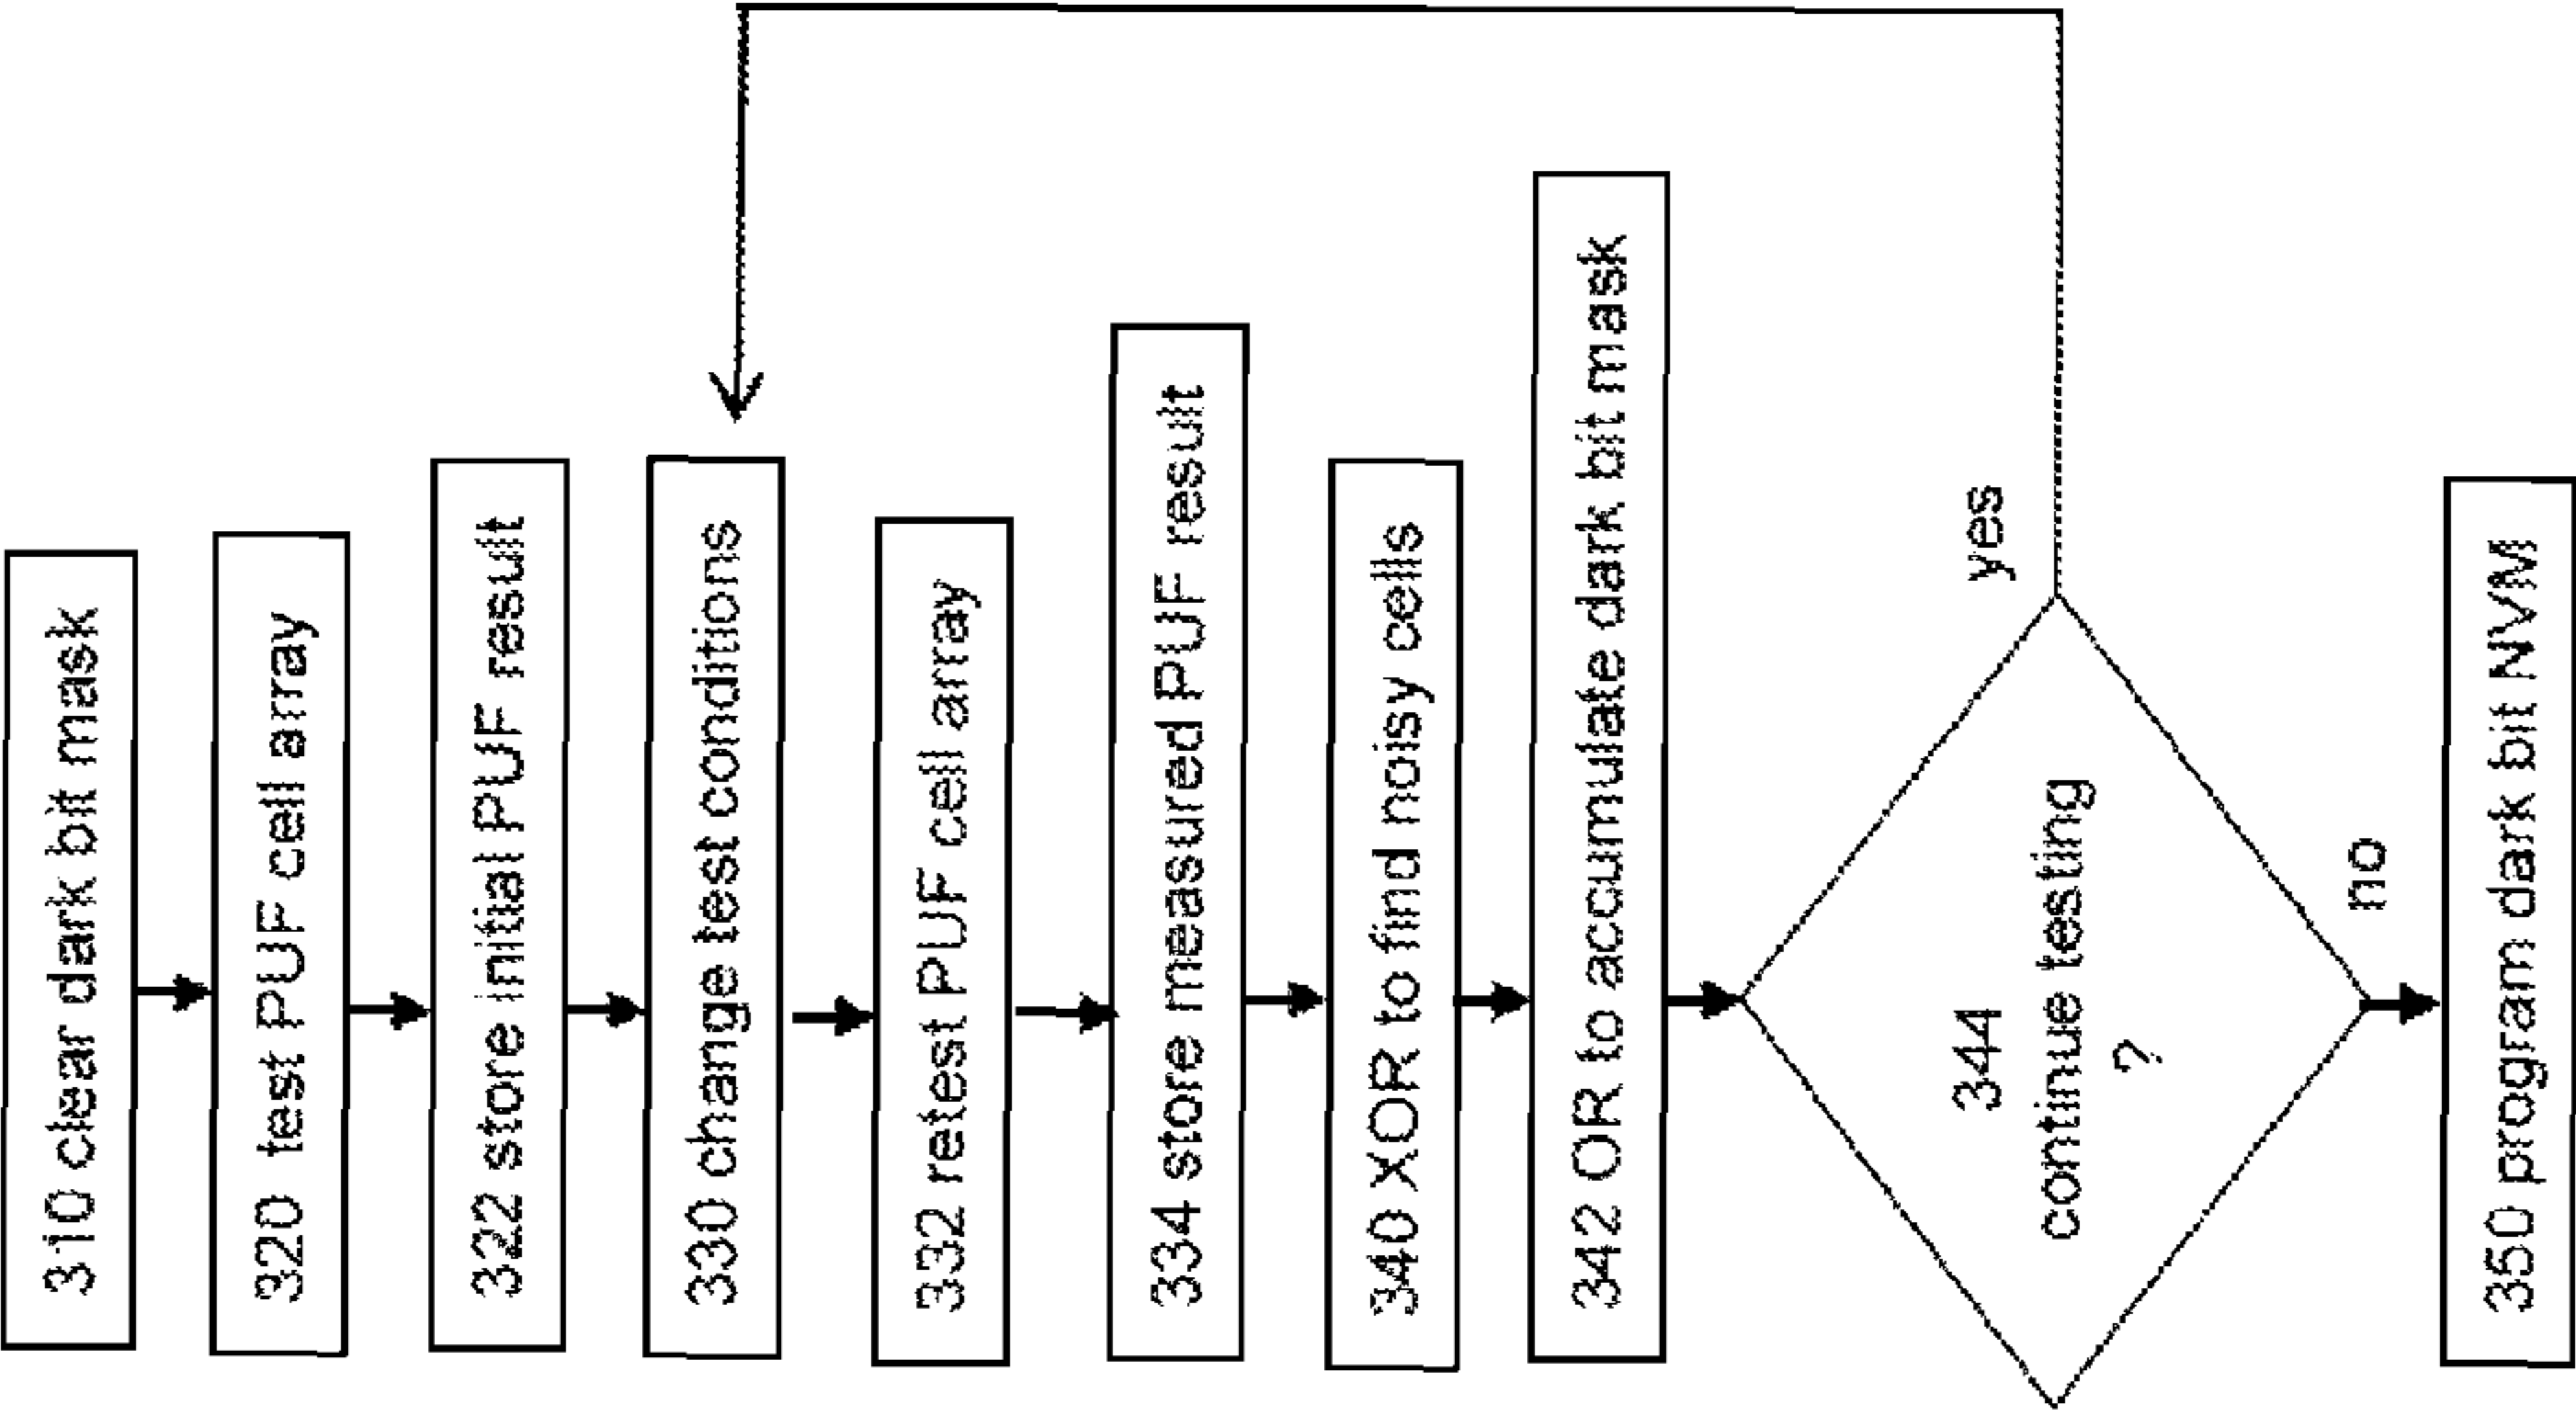 310 clear dark bit mask
320 test PUF cell array
322 store initial PUF result
330 change test conditions
332 retest PUF cell array
334 store measured PUF result
340 XOR to find noisy cells
342 OR to accumulate dark bit mask
344
continue testing
?
yes
no
350 program dark bit NVM